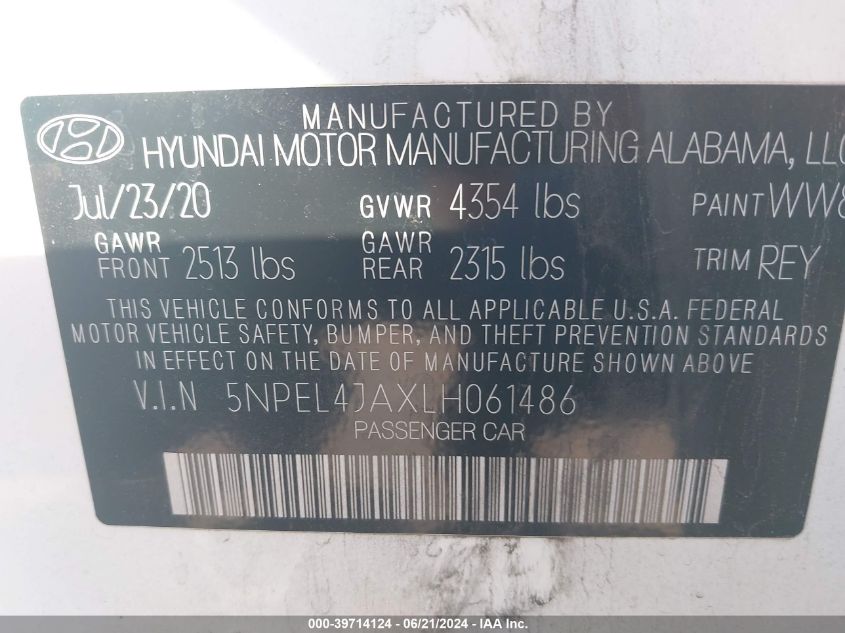 MANUFACTURED BY
HYUNDAI MOTOR MANUFACTURING ALABAMA, LLC
Jul/23/20 GVWR 4354 lbs PAINT WW8
GAWR FRONT 2513 lbs GAWR REAR 2315 lbs TRIM REY
THIS VEHICLE CONFORMS TO ALL APPLICABLE U.S.A. FEDERAL
MOTOR VEHICLE SAFETY, BUMPER, AND THEFT PREVENTION STANDARDS
IN EFFECT ON THE DATE OF MANUFACTURE SHOWN ABOVE
V.I.N 5NPEL4JAXLH061486
PASSENGER CAR
000-39714124 - 06/21/2024 - IAA Inc.